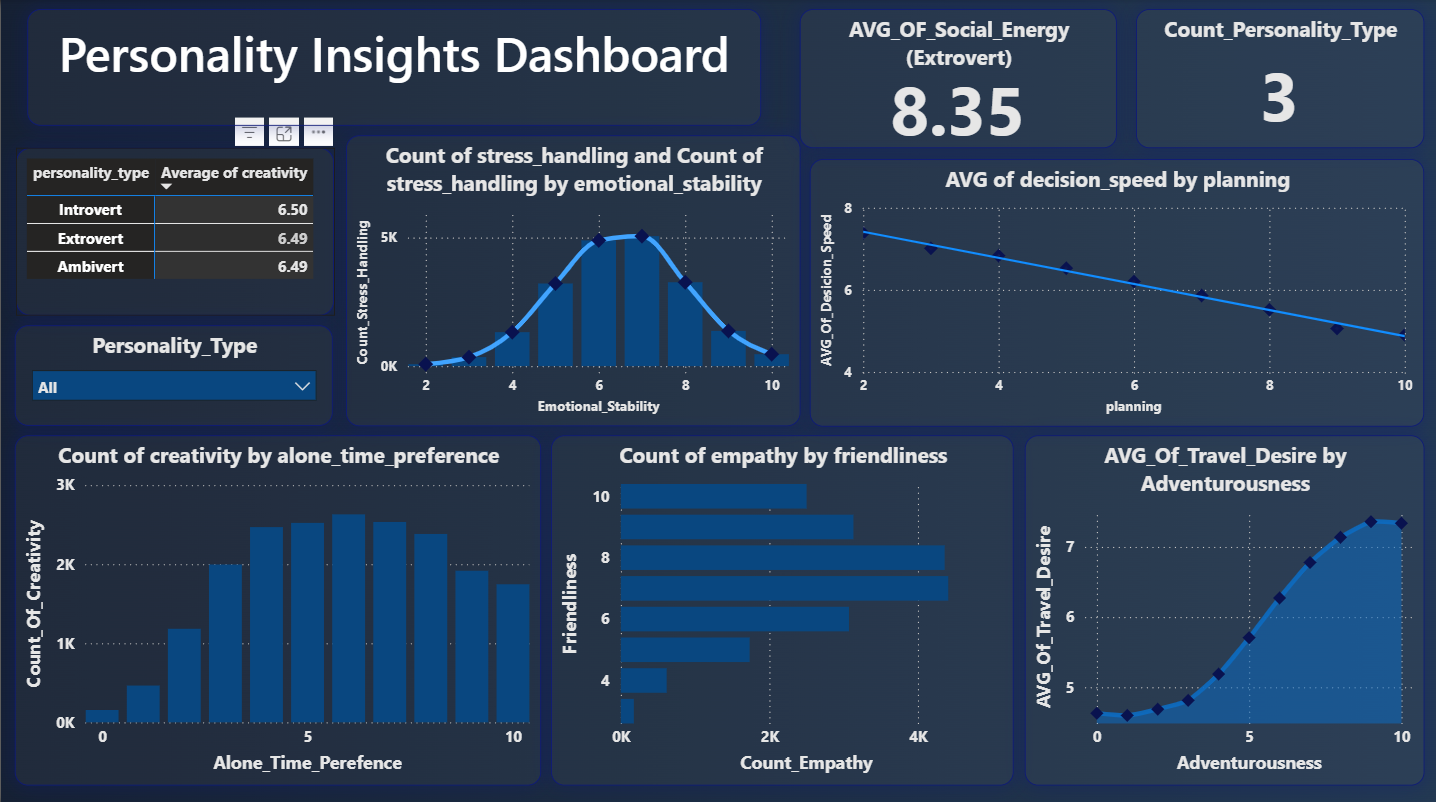 Personality Insights Dashboard
AVG_OF_Social_Energy
(Extrovert)
8.35
Count_Personality_Type
3
personality_type Average of creativity
Introvert 6.50
Extrovert 6.49
Ambivert 6.49
Personality_Type
All
Count of stress_handling and Count of
stress_handling by emotional_stability
Count_Stress_Handling
5K
0K
2 4 6 8 10
Emotional_Stability
AVG of decision_speed by planning
AVG_Of_Desicion_Speed
8
6
4
2 4 6 8 10
planning
Count of creativity by alone_time_preference
Count_Of_Creativity
3K
2K
1K
0K
0 5 10
Alone_Time_Perefence
Count of empathy by friendliness
Friendliness
10
8
6
4
0K 2K 4K
Count_Empathy
AVG_Of_Travel_Desire by
Adventurousness
AVG_Of_Travel_Desire
7
6
5
0 5 10
Adventurousness